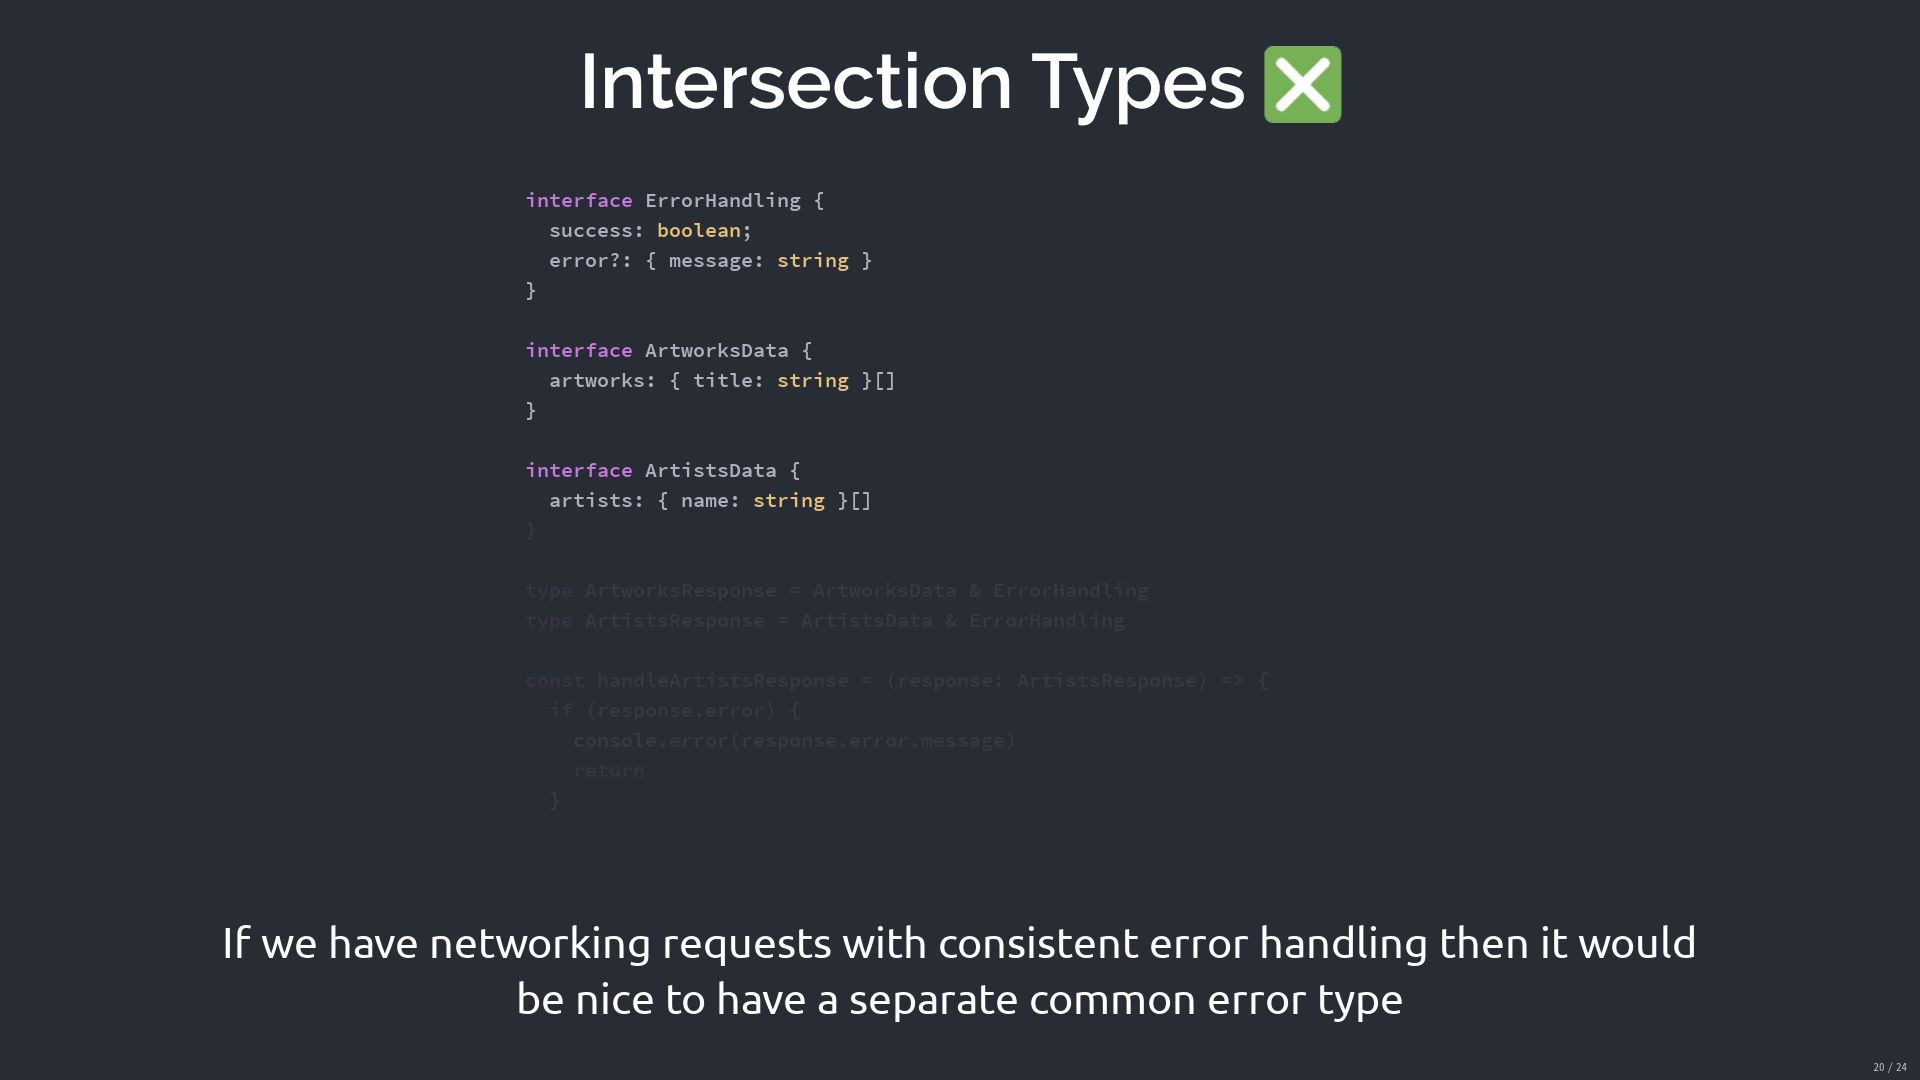 Intersection Types ❎
interface ErrorHandling {
  success: boolean;
  error?: { message: string }
}
interface ArtworksData {
  artworks: { title: string }[]
}
interface ArtistsData {
  artists: { name: string }[]
}
type ArtworksResponse = ArtworksData & ErrorHandling
type ArtistsResponse = ArtistsData & ErrorHandling
const handleArtistsResponse = (response: ArtistsResponse) => {
  if (response.error) {
    console.error(response.error.message)
    return
  }
If we have networking requests with consistent error handling then it would
be nice to have a separate common error type
20 / 24